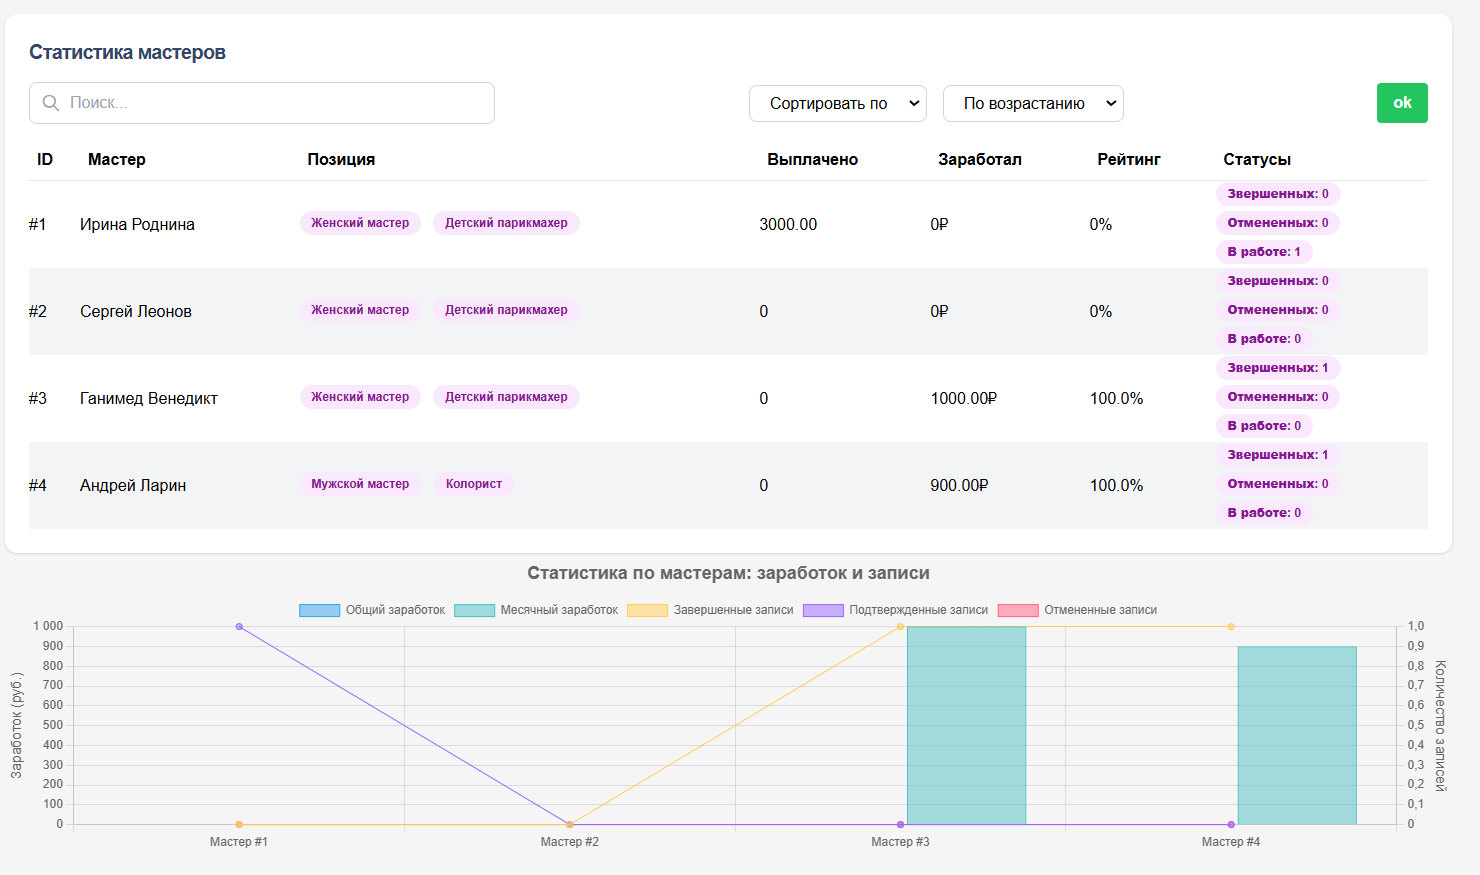 Статистика мастеров
Поиск...
Сортировать по
По возрастанию
ok
ID Мастер Позиция Выплачено Заработал Рейтинг Статусы
#1 Ирина Роднина Женский мастер Детский парикмахер 3000.00 0₽ 0%
Звершенных: 0
Отмененных: 0
В работе: 1
#2 Сергей Леонов Женский мастер Детский парикмахер 0 0₽ 0%
Звершенных: 0
Отмененных: 0
В работе: 0
#3 Ганимед Венедикт Женский мастер Детский парикмахер 0 1000.00₽ 100.0%
Звершенных: 1
Отмененных: 0
В работе: 0
#4 Андрей Ларин Мужской мастер Колорист 0 900.00₽ 100.0%
Звершенных: 1
Отмененных: 0
В работе: 0
Статистика по мастерам: заработок и записи
Общий заработок Месячный заработок Завершенные записи Подтвержденные записи Отмененные записи
Заработок (руб.)
1 000
900
800
700
600
500
400
300
200
100
0
1,0
0,9
0,8
0,7
0,6
0,5
0,4
0,3
0,2
0,1
0
Количество записей
Мастер #1 Мастер #2 Мастер #3 Мастер #4